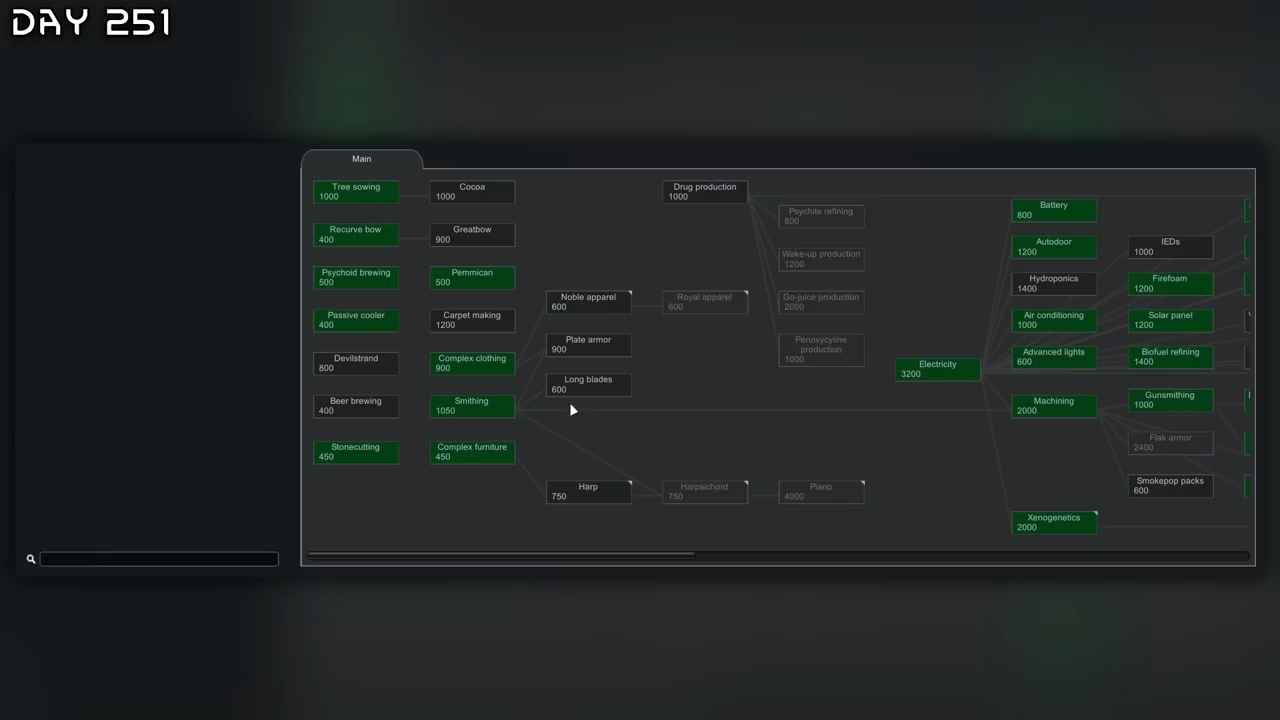 DAY 251
Main
Tree sowing
1000
Cocoa
1000
Drug production
1000
Recurve bow
400
Greatbow
900
Psychoid brewing
500
Pemmican
500
Passive cooler
400
Carpet making
1200
Devilstrand
800
Complex clothing
900
Beer brewing
400
Smithing
1050
Stonecutting
450
Complex furniture
450
Noble apparel
600
Royal apparel
600
Plate armor
900
Long blades
600
Harp
750
Harpsichord
750
Piano
4000
Psychite refining
800
Wake-up production
1200
Go-juice production
2000
Penoxycyline
production
1000
Electricity
3200
Battery
800
Autodoor
1200
IEDs
1000
Hydroponics
1400
Firefoam
1200
Air conditioning
1000
Solar panel
1200
Advanced lights
600
Biofuel refining
1400
Machining
2000
Gunsmithing
1000
Flak armor
2400
Smokepop packs
600
Xenogenetics
2000